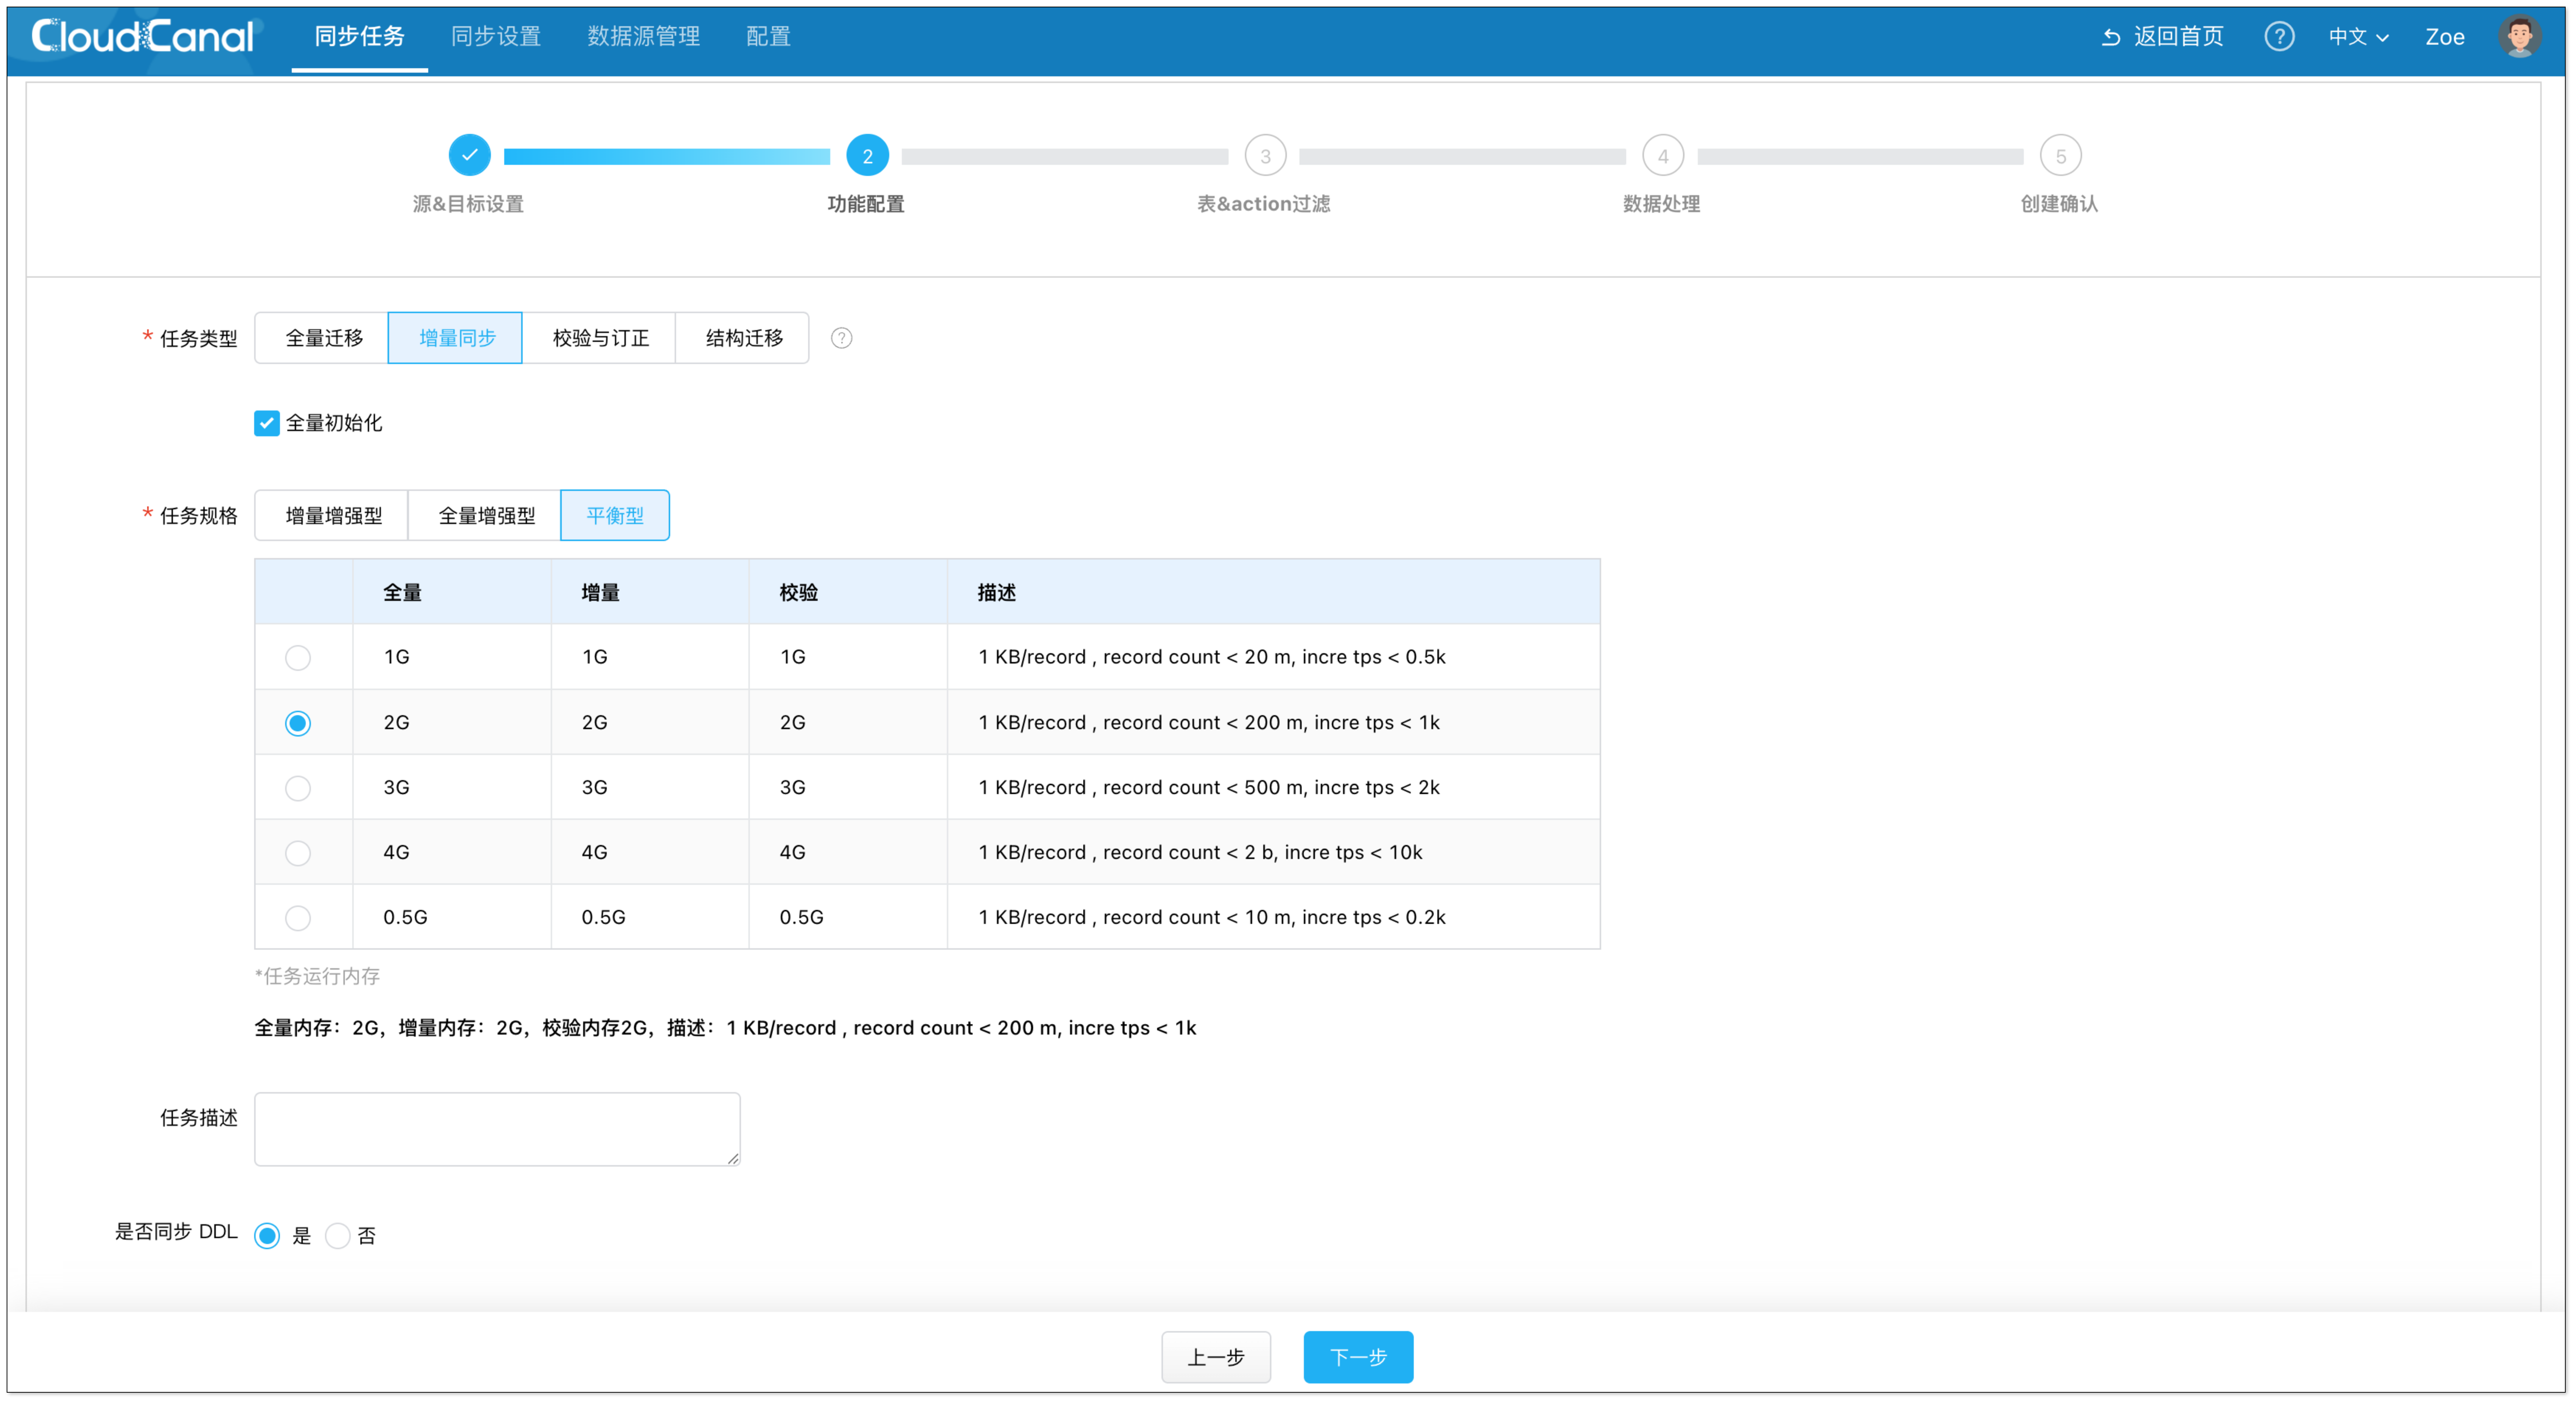 CloudCanal 同步任务 同步设置 数据源管理 配置 返回首页 ? 中文 Zoe
2 3 4 5
源&目标设置 功能配置 表&action过滤 数据处理 创建确认
* 任务类型 全量迁移 增量同步 校验与订正 结构迁移 ?
全量初始化
* 任务规格 增量增强型 全量增强型 平衡型
全量 增量 校验 描述
1G 1G 1G 1 KB/record , record count < 20 m, incre tps < 0.5k
2G 2G 2G 1 KB/record , record count < 200 m, incre tps < 1k
3G 3G 3G 1 KB/record , record count < 500 m, incre tps < 2k
4G 4G 4G 1 KB/record , record count < 2 b, incre tps < 10k
0.5G 0.5G 0.5G 1 KB/record , record count < 10 m, incre tps < 0.2k
*任务运行内存
全量内存：2G，增量内存：2G，校验内存2G，描述：1 KB/record , record count < 200 m, incre tps < 1k
任务描述
是否同步 DDL 是 否
上一步 下一步